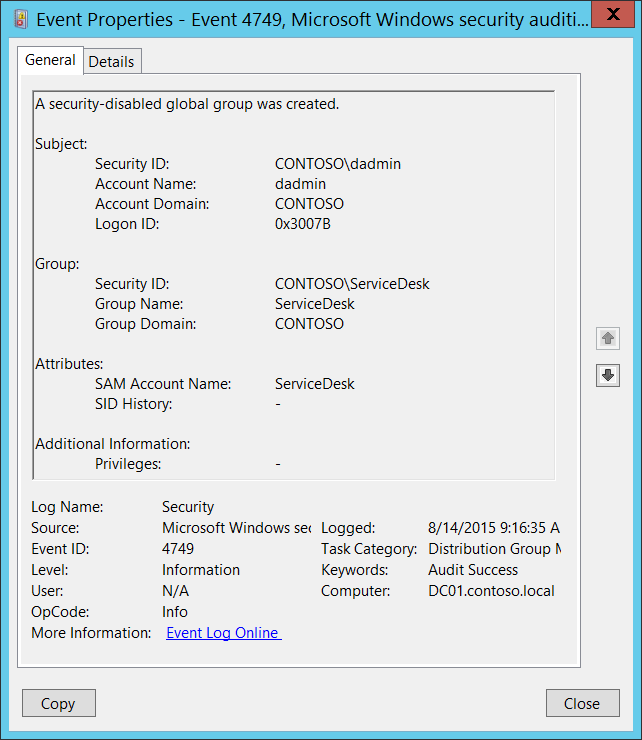 Event Properties - Event 4749, Microsoft Windows security auditi...
General Details
A security-disabled global group was created.
Subject:
Security ID: CONTOSO\dadmin
Account Name: dadmin
Account Domain: CONTOSO
Logon ID: 0x3007B
Group:
Security ID: CONTOSO\ServiceDesk
Group Name: ServiceDesk
Group Domain: CONTOSO
Attributes:
SAM Account Name: ServiceDesk
SID History: -
Additional Information:
Privileges: -
Log Name: Security
Source: Microsoft Windows sec Logged: 8/14/2015 9:16:35 A
Event ID: 4749 Task Category: Distribution Group M
Level: Information Keywords: Audit Success
User: N/A Computer: DC01.contoso.local
OpCode: Info
More Information: Event Log Online
Copy Close